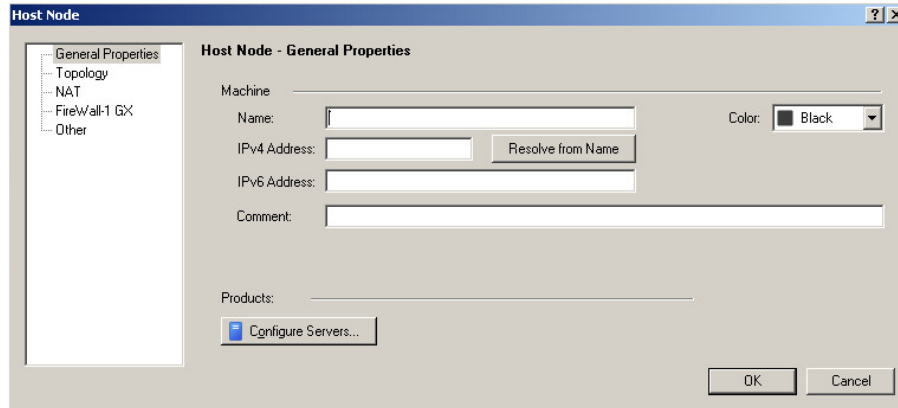 Host Node
General Properties
Topology
NAT
FireWall-1 GX
Other
Host Node - General Properties
Machine
Name:
Color: Black
IPv4 Address: Resolve from Name
IPv6 Address:
Comment:
Products:
Configure Servers...
OK Cancel